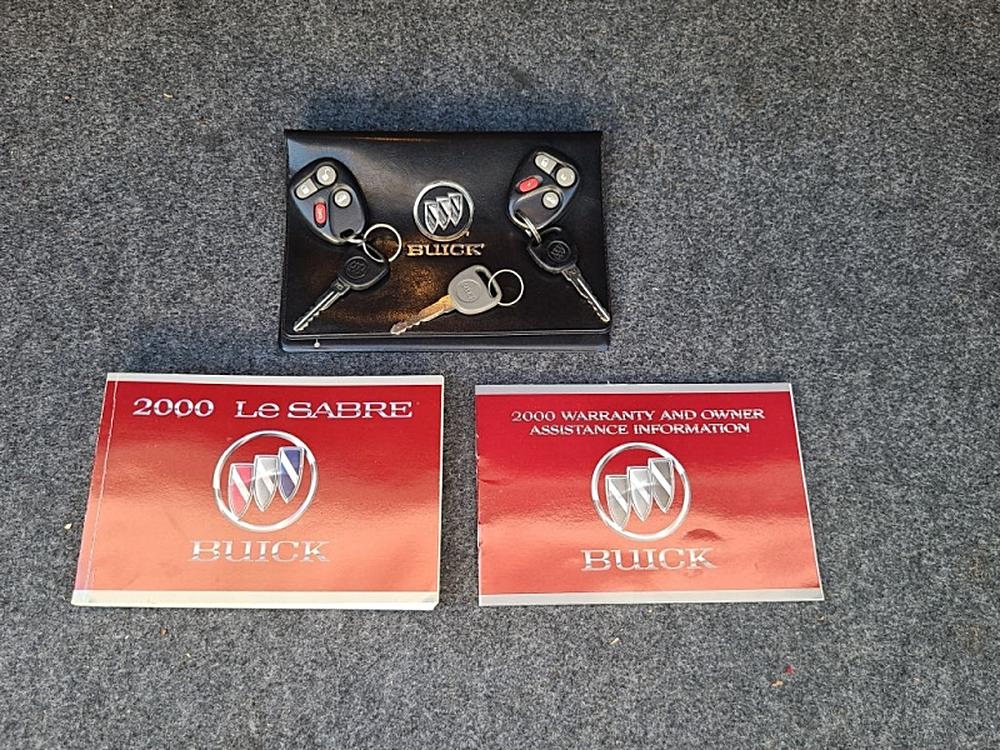 BUICK
2000 Le SABRE
BUICK
2000 WARRANTY AND OWNER
ASSISTANCE INFORMATION
BUICK